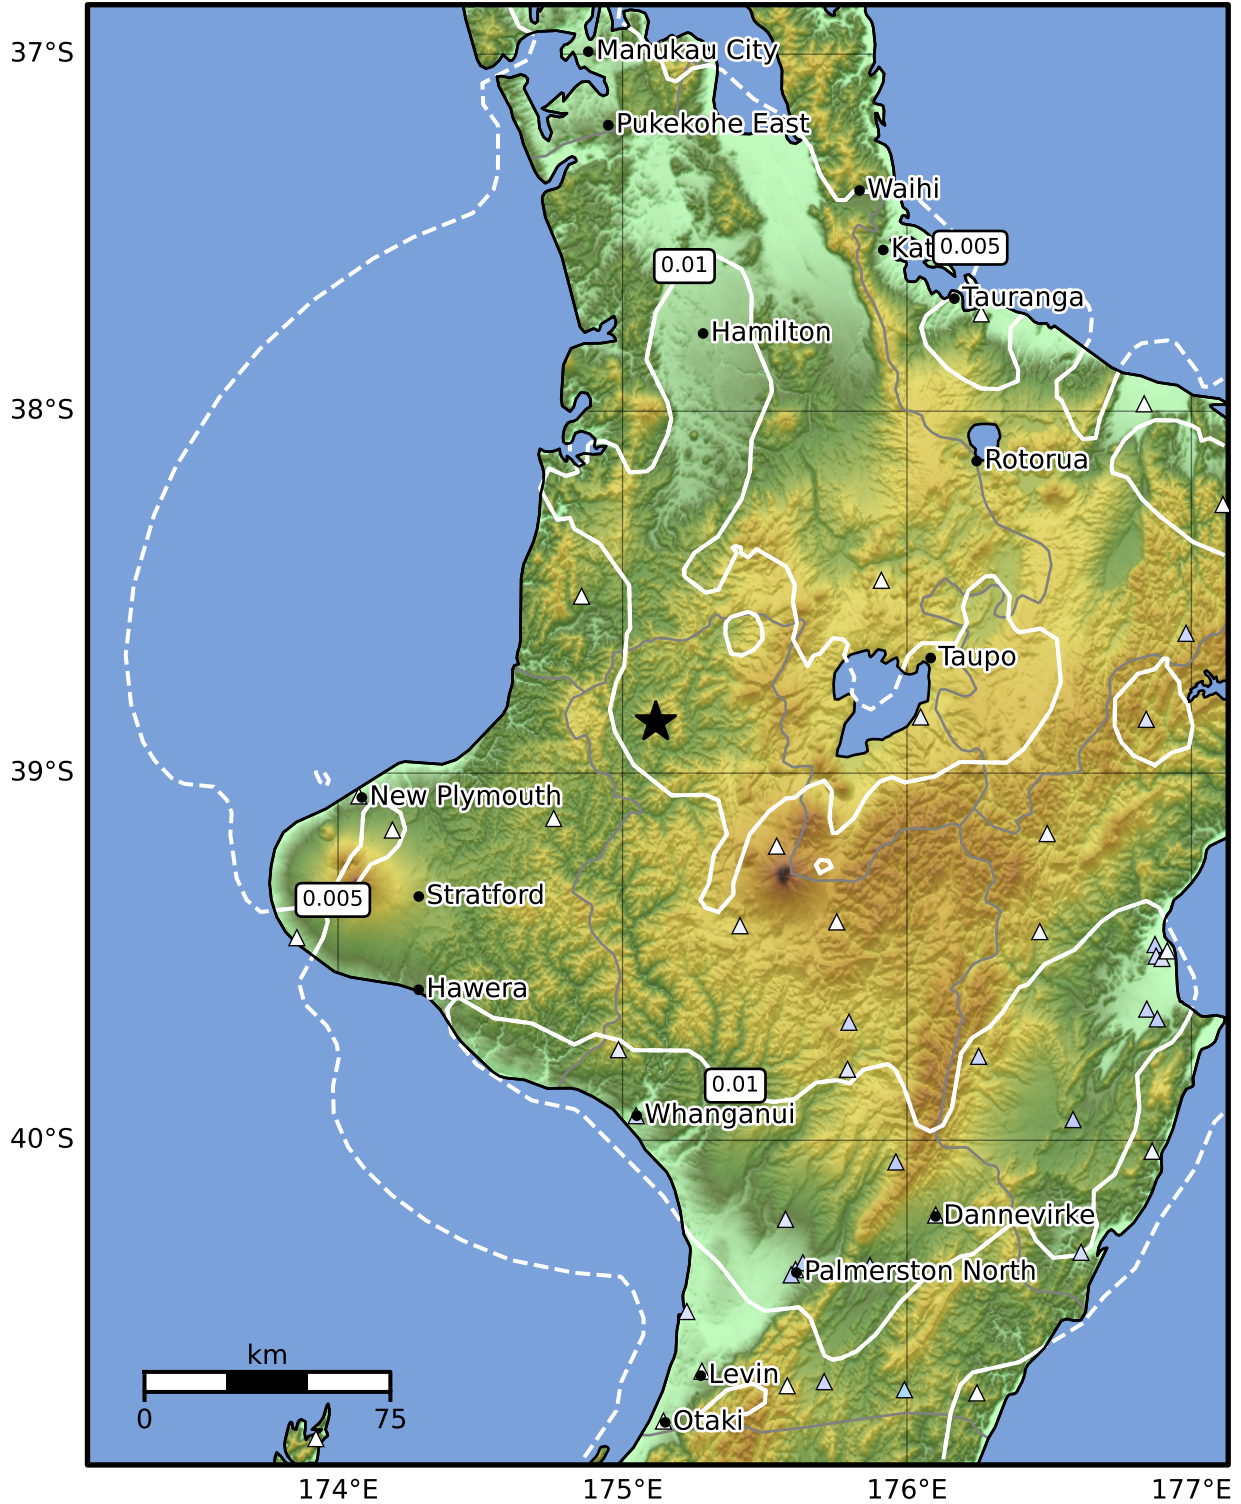 37°S
Manukau City
Pukekohe East
Waihi
Kat
0.005
0.01
Tauranga
Hamilton
38°S
Rotorua
Taupo
39°S
New Plymouth
Stratford
0.005
Hawera
0.01
Whanganui
40°S
Dannevirke
Palmerston North
km
Levin
0 75
Otaki
174°E 175°E 176°E 177°E